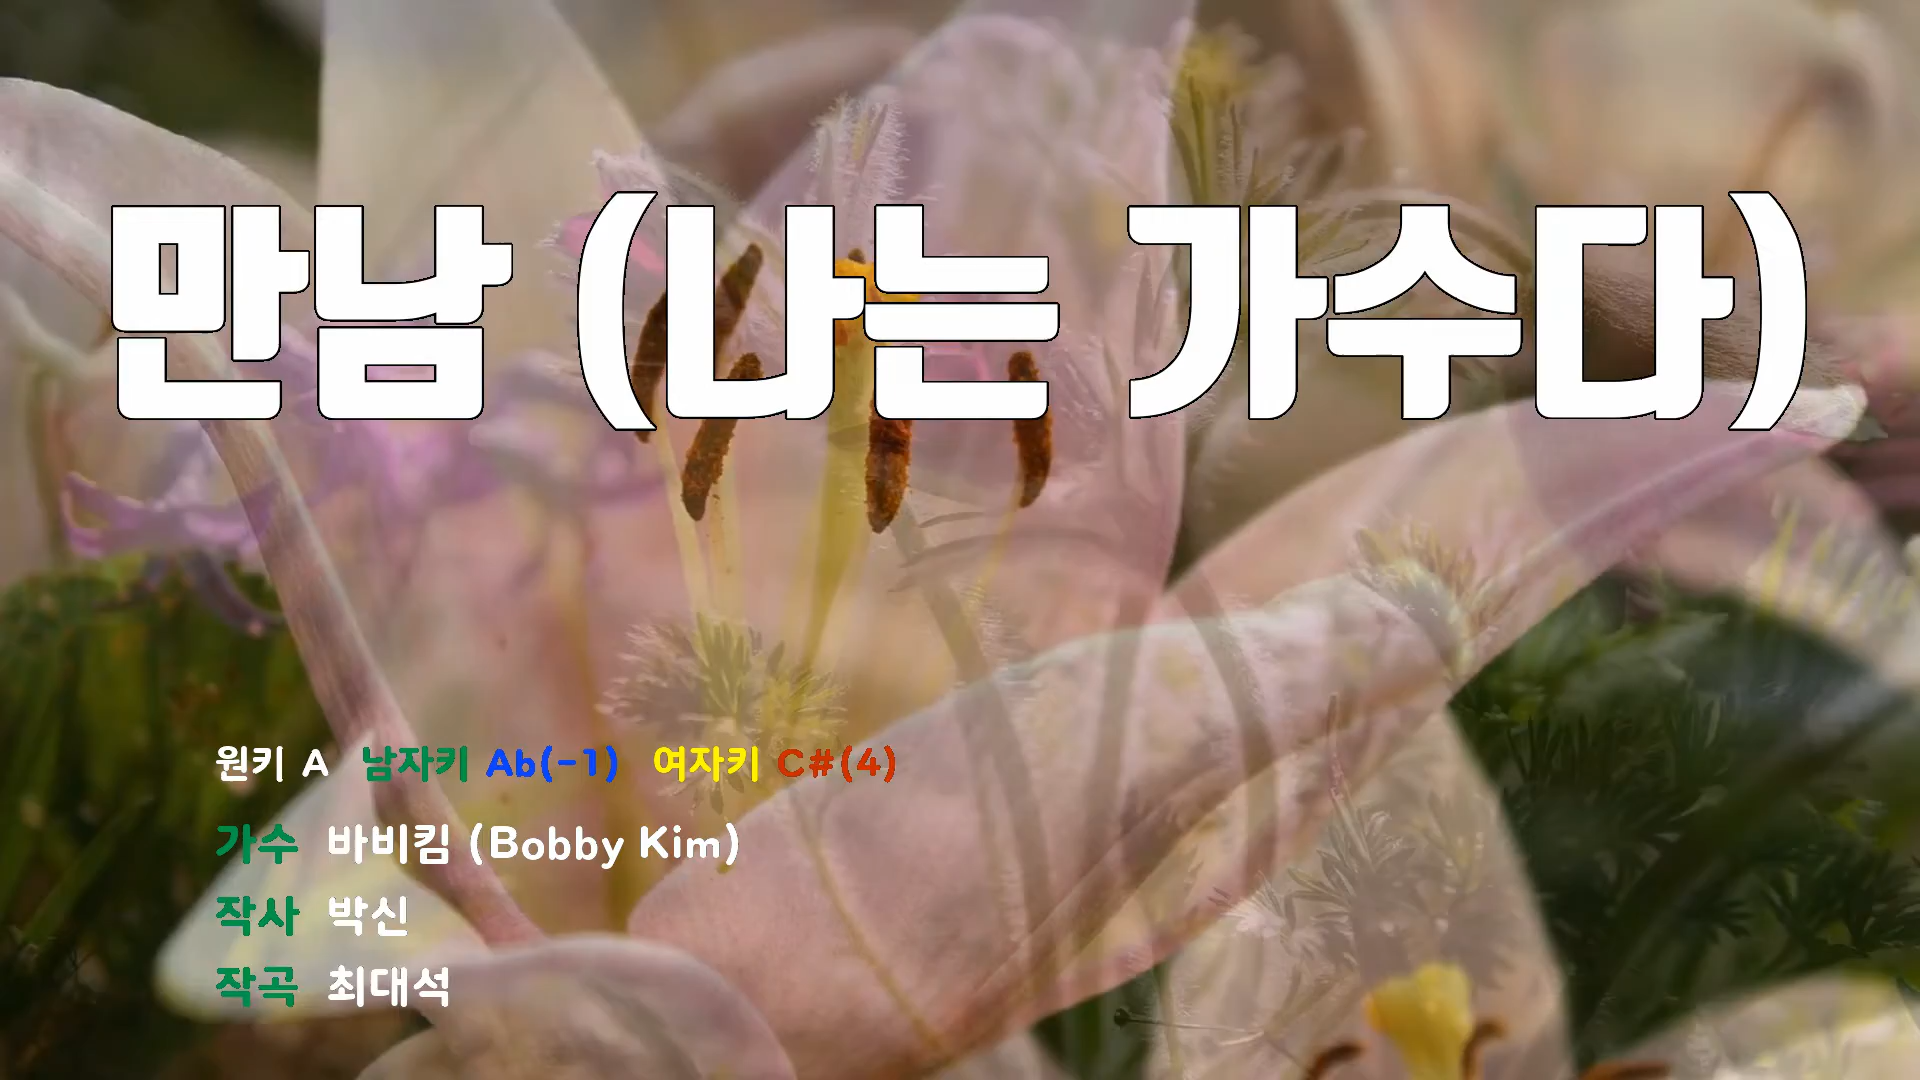 만남 (나는 가수다)
원키 A 남자키 Ab(-1) 여자키 C#(4)
가수 바비킴 (Bobby Kim)
작사 박신
작곡 최대석